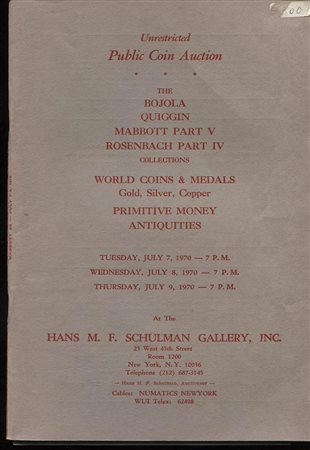 Unrestricted
Public Coin Auction
* * *
THE
BOJOLA
QUIGGIN
MABBOTT PART V
ROSENBACH PART IV
COLLECTIONS
WORLD COINS & MEDALS
Gold, Silver, Copper
PRIMITIVE MONEY
ANTIQUITIES
TUESDAY, JULY 7, 1970 — 7 P. M.
WEDNESDAY, JULY 8, 1970 — 7 P. M.
THURSDAY, JULY 9, 1970 — 7 P. M.
At The
HANS M. F. SCHULMAN GALLERY, INC.
25 West 45th Street
Room 1200
New York, N. Y. 10036
Telephone (212) 687-3145
— Hans M. F. Schulman, Auctioneer —
Cables: NUMATICS NEWYORK
WUI Telex: 62408